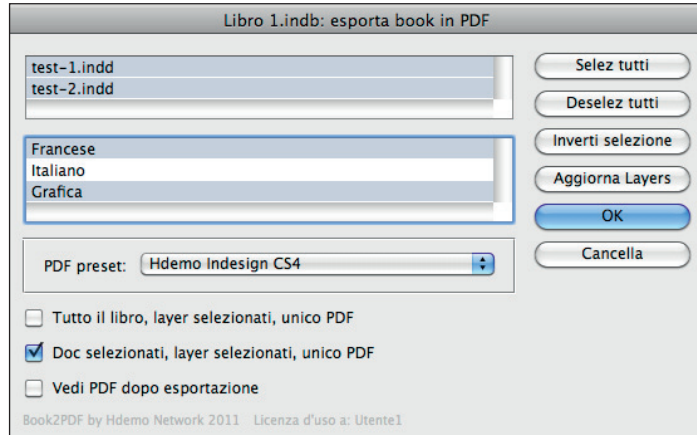 Libro 1.indb: esporta book in PDF
test-1.indd
test-2.indd
Francese
Italiano
Grafica
PDF preset: Hdemo Indesign CS4
Tutto il libro, layer selezionati, unico PDF
Doc selezionati, layer selezionati, unico PDF
Vedi PDF dopo esportazione
Book2PDF by Hdemo Network 2011 Licenza d'uso a: Utente1
Selez tutti
Deselez tutti
Inverti selezione
Aggiorna Layers
OK
Cancella